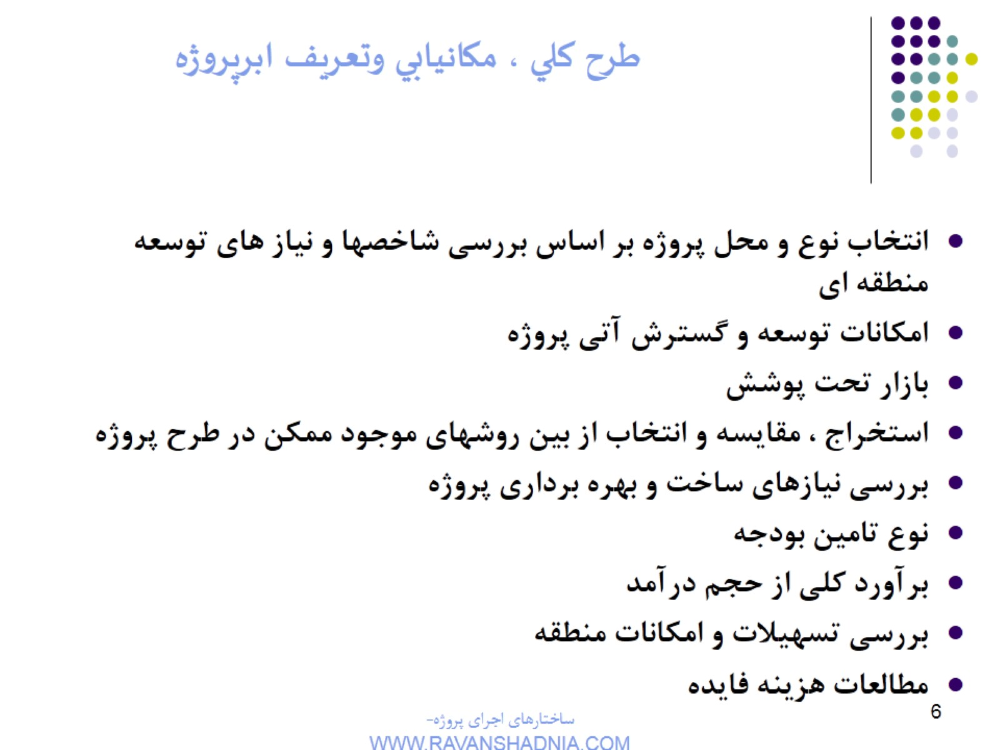 طرح كلي ، مكانيابي وتعريف ابرپروژه
انتخاب نوع و محل پروژه بر اساس بررسی شاخصها و نیاز های توسعه
منطقه ای
امکانات توسعه و گسترش آتی پروژه
بازار تحت پوشش
استخراج ، مقایسه و انتخاب از بین روشهای موجود ممکن در طرح پروژه
بررسی نیازهای ساخت و بهره برداری پروژه
نوع تامین بودجه
برآورد کلی از حجم درآمد
بررسی تسهیلات و امکانات منطقه
مطالعات هزینه فایده
6
ساختارهای اجرای پروژه-
WWW.RAVANSHADNIA.COM